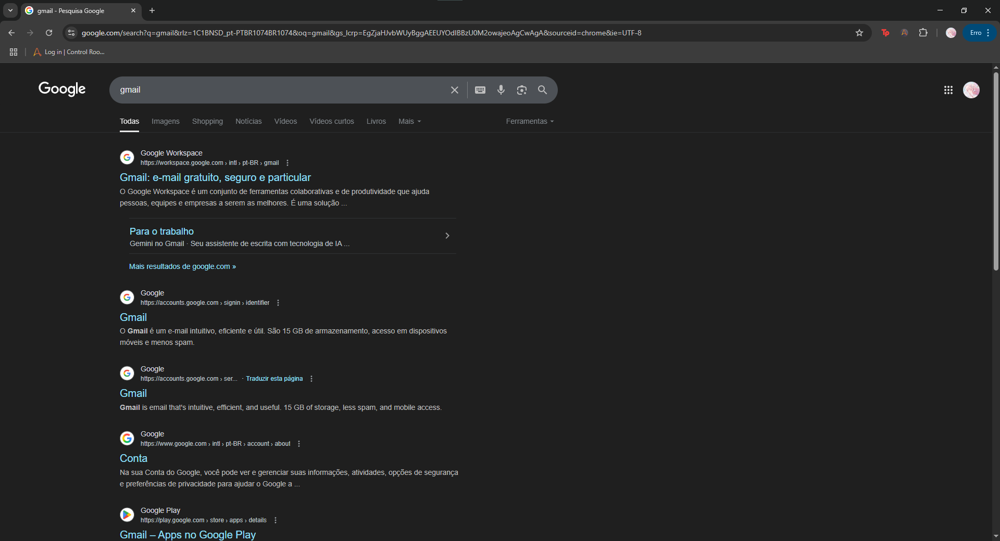 gmail - Pesquisa Google
google.com/search?q=gmail&rlz=1C1BNSD_pt-PTBR1074BR1074&oq=gmail&gs_lcrp=EgZjaHJvbWUyBggAEEUYOdIBBzU0M2owajeoAgCwAgA&sourceid=chrome&ie=UTF-8
Tp
Erro
Log in | Control Roo...
Google
gmail
Todas
Imagens
Shopping
Notícias
Vídeos
Vídeos curtos
Livros
Mais
Ferramentas
Google Workspace
https://workspace.google.com › intl › pt-BR › gmail
Gmail: e-mail gratuito, seguro e particular
O Google Workspace é um conjunto de ferramentas colaborativas e de produtividade que ajuda
pessoas, equipes e empresas a serem as melhores. É uma solução ...
Para o trabalho
Gemini no Gmail · Seu assistente de escrita com tecnologia de IA ...
Mais resultados de google.com »
Google
https://accounts.google.com › signin › identifier
Gmail
O Gmail é um e-mail intuitivo, eficiente e útil. São 15 GB de armazenamento, acesso em dispositivos
móveis e menos spam.
Google
https://accounts.google.com › ser... · Traduzir esta página
Gmail
Gmail is email that's intuitive, efficient, and useful. 15 GB of storage, less spam, and mobile access.
Google
https://www.google.com › intl › pt-BR › account › about
Conta
Na sua Conta do Google, você pode ver e gerenciar suas informações, atividades, opções de segurança
e preferências de privacidade para ajudar o Google a ...
Google Play
https://play.google.com › store › apps › details
Gmail – Apps no Google Play